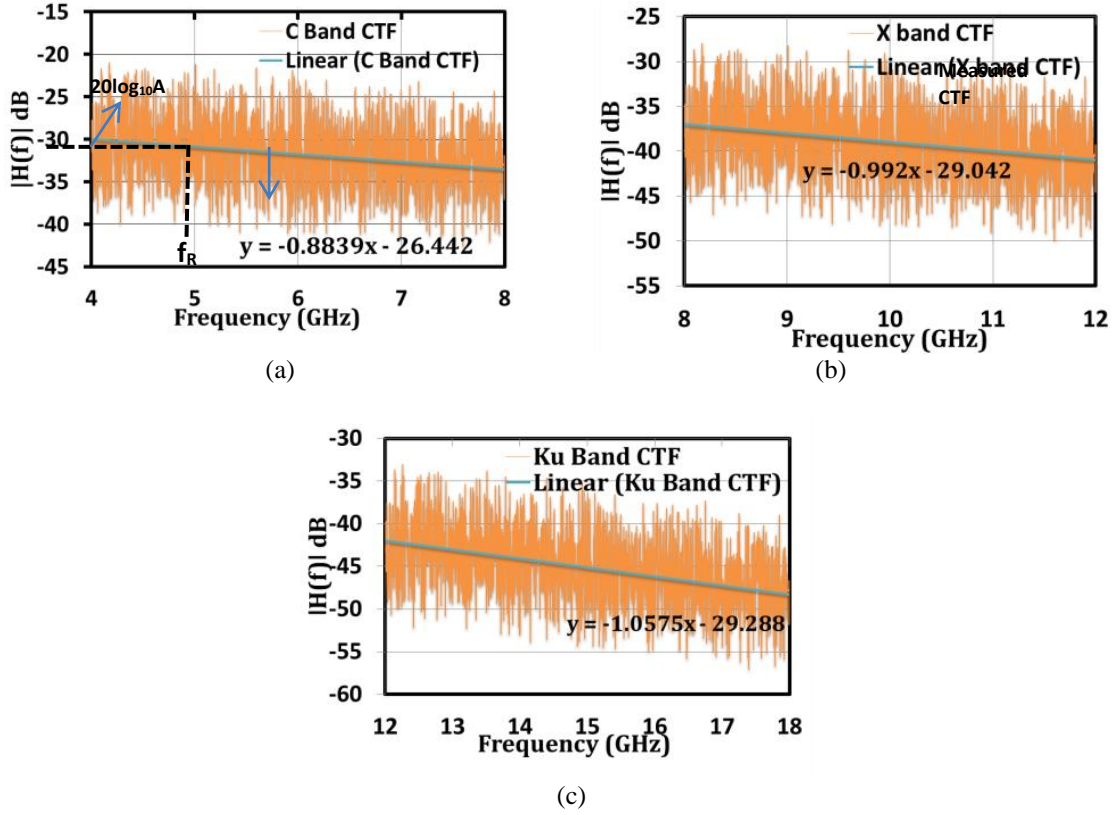 -15
-20
-25
-30
-35
-40
-45
|H(f)| dB
C Band CTF
Linear (C Band CTF)
20log₁₀A
y = -0.8839x - 26.442
f_R
4 5 6 7 8
Frequency (GHz)
(a)
-25
-30
-35
-40
-45
-50
-55
|H(f)| dB
X band CTF
Linear (X band CTF)
Measured
CTF
y = -0.992x - 29.042
8 9 10 11 12
Frequency (GHz)
(b)
-30
-35
-40
-45
-50
-55
-60
|H(f)| dB
Ku Band CTF
Linear (Ku Band CTF)
y = -1.0575x - 29.288
12 13 14 15 16 17 18
Frequency (GHz)
(c)